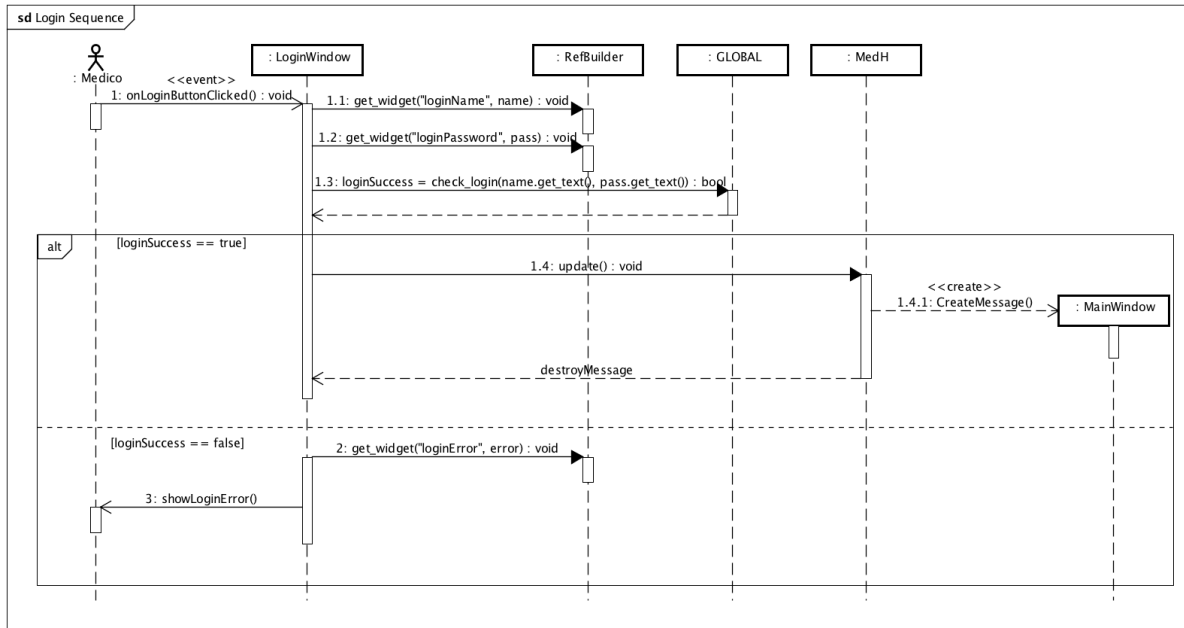 sd Login Sequence
: Medico
: LoginWindow
: RefBuilder
: GLOBAL
: MedH
<<event>>
1: onLoginButtonClicked() : void
1.1: get_widget("loginName", name) : void
1.2: get_widget("loginPassword", pass) : void
1.3: loginSuccess = check_login(name.get_text(), pass.get_text()) : bool
alt
[loginSuccess == true]
1.4: update() : void
<<create>>
1.4.1: CreateMessage()
: MainWindow
destroyMessage
[loginSuccess == false]
2: get_widget("loginError", error) : void
3: showLoginError()